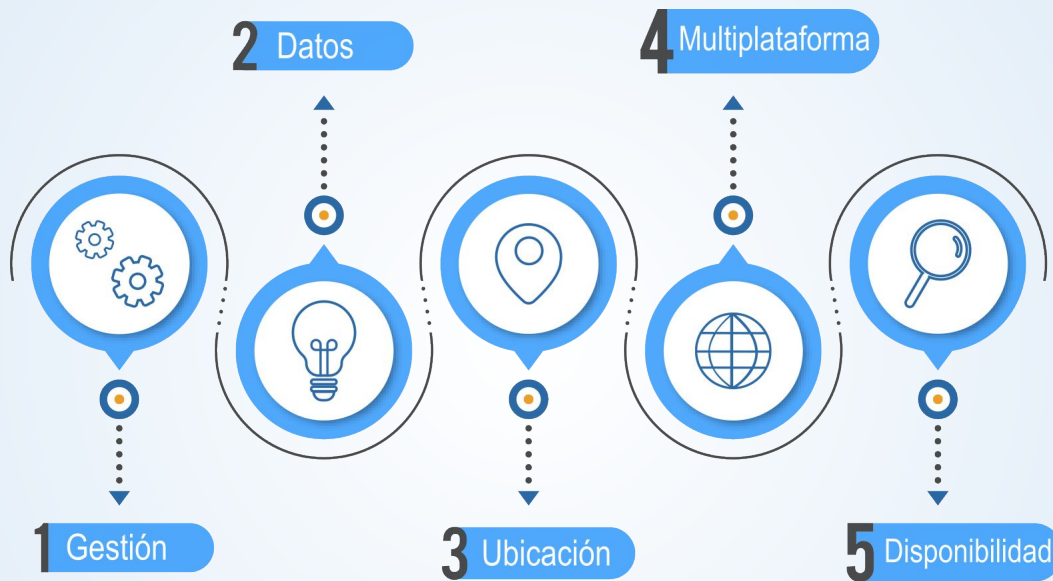 1 Gestión
2 Datos
3 Ubicación
4 Multiplataforma
5 Disponibilidad